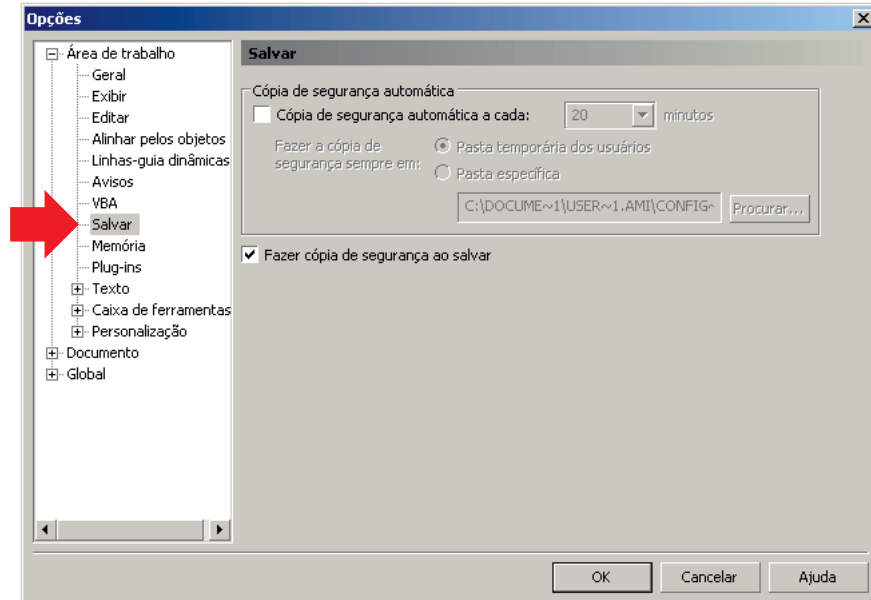 Opções
Área de trabalho
Geral
Exibir
Editar
Alinhar pelos objetos
Linhas-guia dinâmicas
Avisos
VBA
Salvar
Memória
Plug-ins
Texto
Caixa de ferramentas
Personalização
Documento
Global
Salvar
Cópia de segurança automática
Cópia de segurança automática a cada: 20 minutos
Fazer a cópia de
segurança sempre em:
Pasta temporária dos usuários
Pasta específica
C:\DOCUME~1\USER~1.AMI\CONFIG~ Procurar...
Fazer cópia de segurança ao salvar
OK Cancelar Ajuda